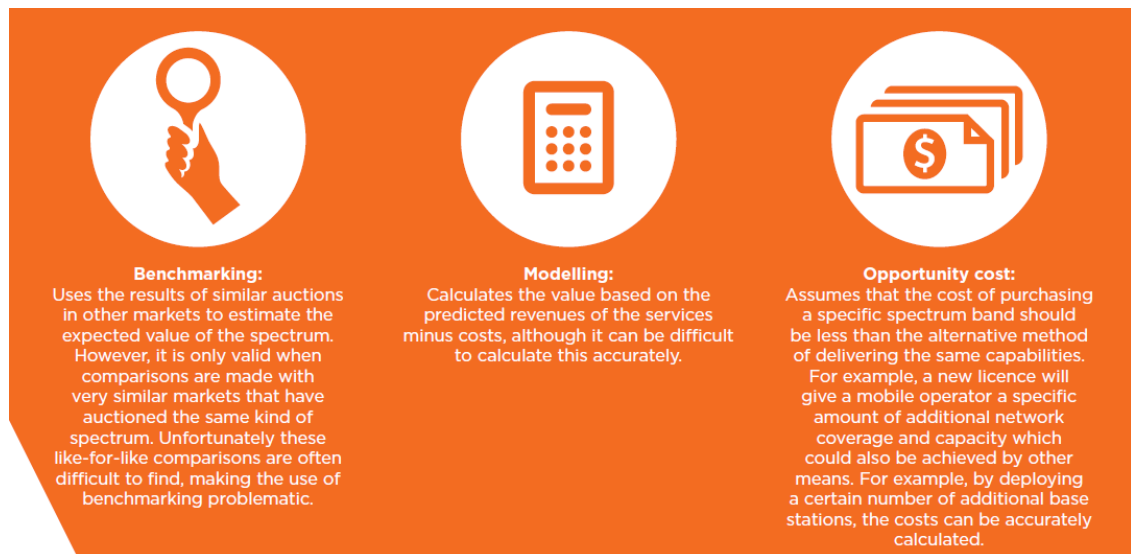 Benchmarking:
Uses the results of similar auctions
in other markets to estimate the
expected value of the spectrum.
However, it is only valid when
comparisons are made with
very similar markets that have
auctioned the same kind of
spectrum. Unfortunately these
like-for-like comparisons are often
difficult to find, making the use of
benchmarking problematic.
Modelling:
Calculates the value based on the
predicted revenues of the services
minus costs, although it can be difficult
to calculate this accurately.
$
Opportunity cost:
Assumes that the cost of purchasing
a specific spectrum band should
be less than the alternative method
of delivering the same capabilities.
For example, a new licence will
give a mobile operator a specific
amount of additional network
coverage and capacity which
could also be achieved by other
means. For example, by deploying
a certain number of additional base
stations, the costs can be accurately
calculated.